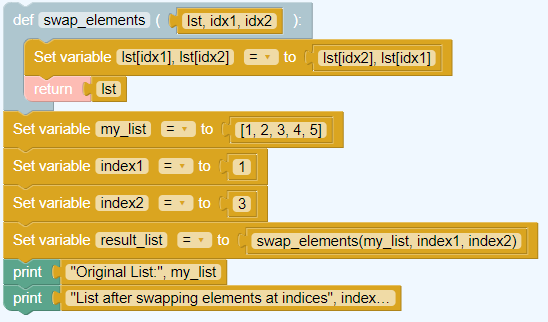 def swap_elements ( lst, idx1, idx2 ):
Set variable lst[idx1], lst[idx2] = to lst[idx2], lst[idx1]
return lst
Set variable my_list = to [1, 2, 3, 4, 5]
Set variable index1 = to 1
Set variable index2 = to 3
Set variable result_list = to swap_elements(my_list, index1, index2)
print "Original List:", my_list
print "List after swapping elements at indices", index...